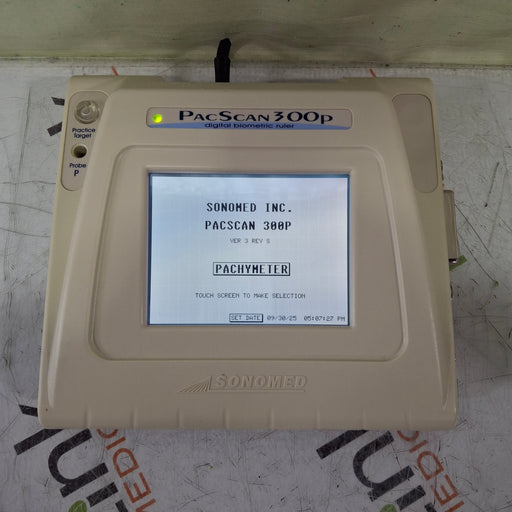 PACSCAN 300P
digital biometric ruler
Practice
Target
Probe
P
SONOMED INC.
PACSCAN 300P
VER 3 REV S
PACHYMETER
TOUCH SCREEN TO MAKE SELECTION
SET DATE 09/30/25 05:07:27 PM
SONOMED